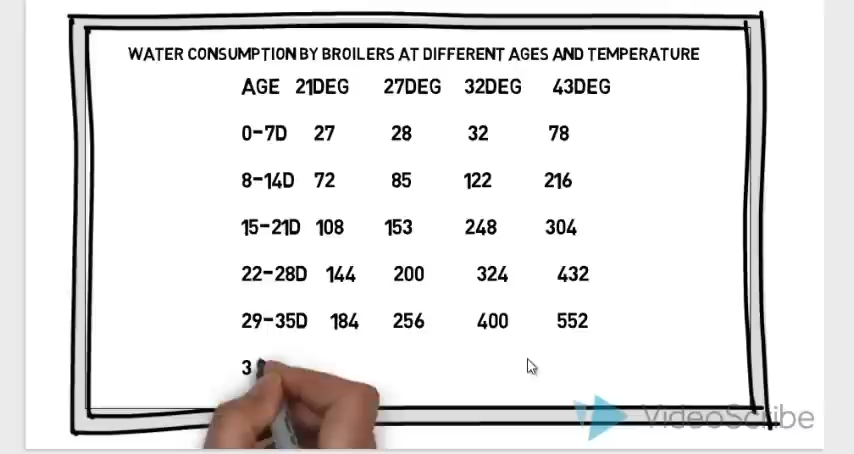 WATER CONSUMPTION BY BROILERS AT DIFFERENT AGES AND TEMPERATURE
AGE 21DEG 27DEG 32DEG 43DEG
0-7D 27 28 32 78
8-14D 72 85 122 216
15-21D 108 153 248 304
22-28D 144 200 324 432
29-35D 184 256 400 552
3
VideoScribe